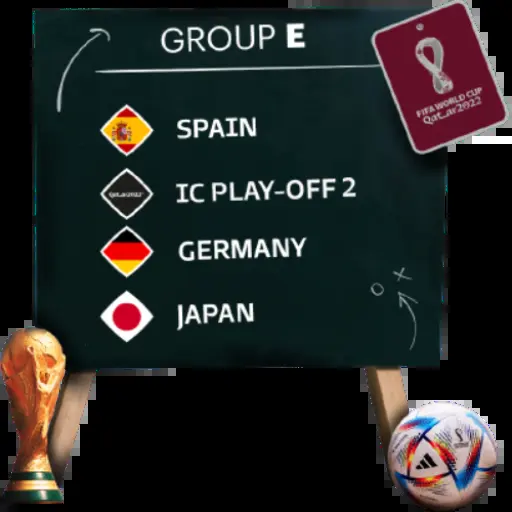 GROUP E
FIFA WORLD CUP
Qatar2022
SPAIN
IC PLAY-OFF 2
GERMANY
JAPAN